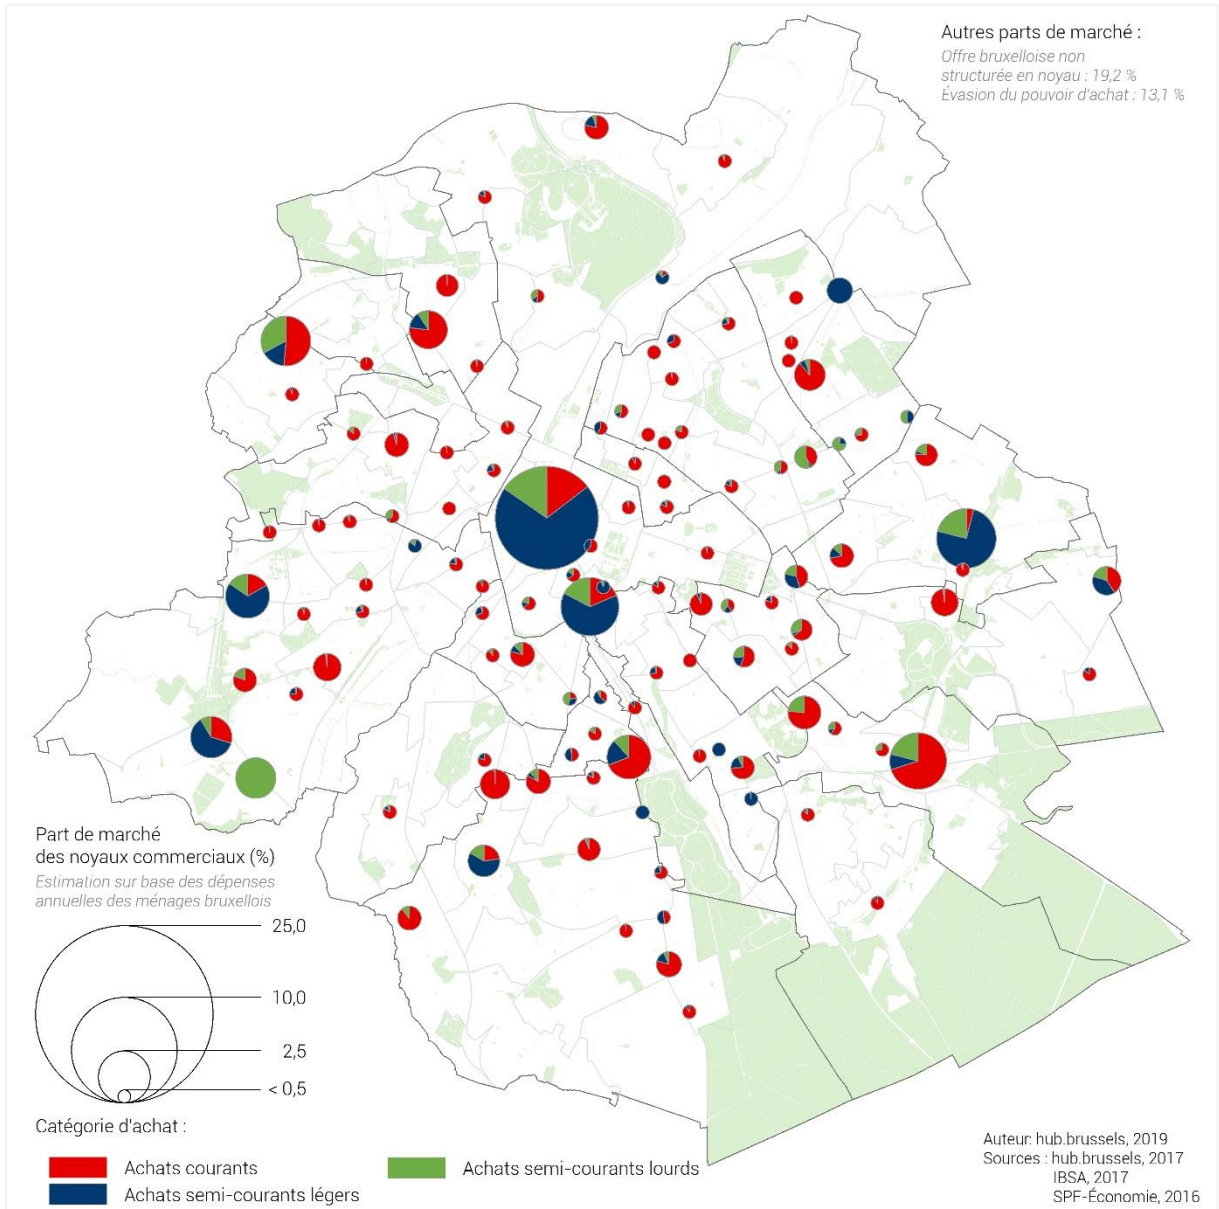 Autres parts de marché :
Offre bruxelloise non
structurée en noyau : 19,2 %
Évasion du pouvoir d'achat : 13,1 %
Part de marché
des noyaux commerciaux (%)
Estimation sur base des dépenses
annuelles des ménages bruxellois
25,0
10,0
2,5
< 0,5
Catégorie d'achat :
Achats courants
Achats semi-courants lourds
Achats semi-courants légers
Auteur: hub.brussels, 2019
Sources : hub.brussels, 2017
IBSA, 2017
SPF-Économie, 2016